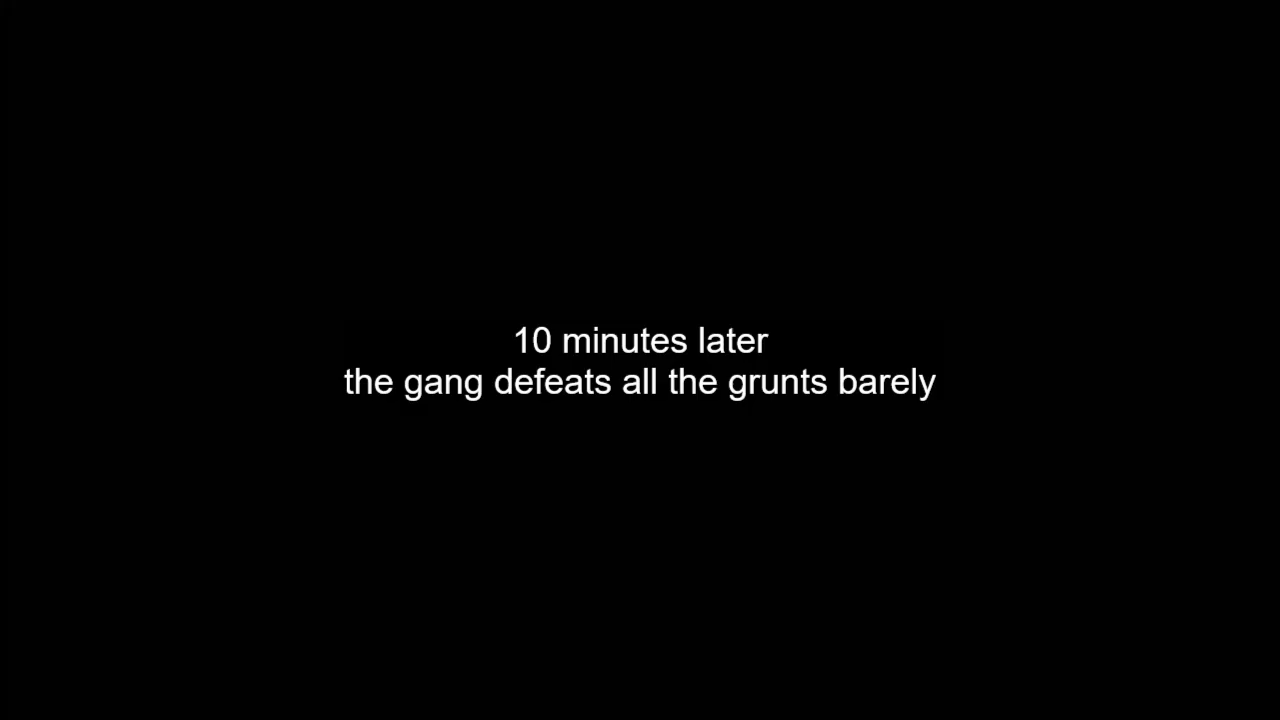 10 minutes later
the gang defeats all the grunts barely